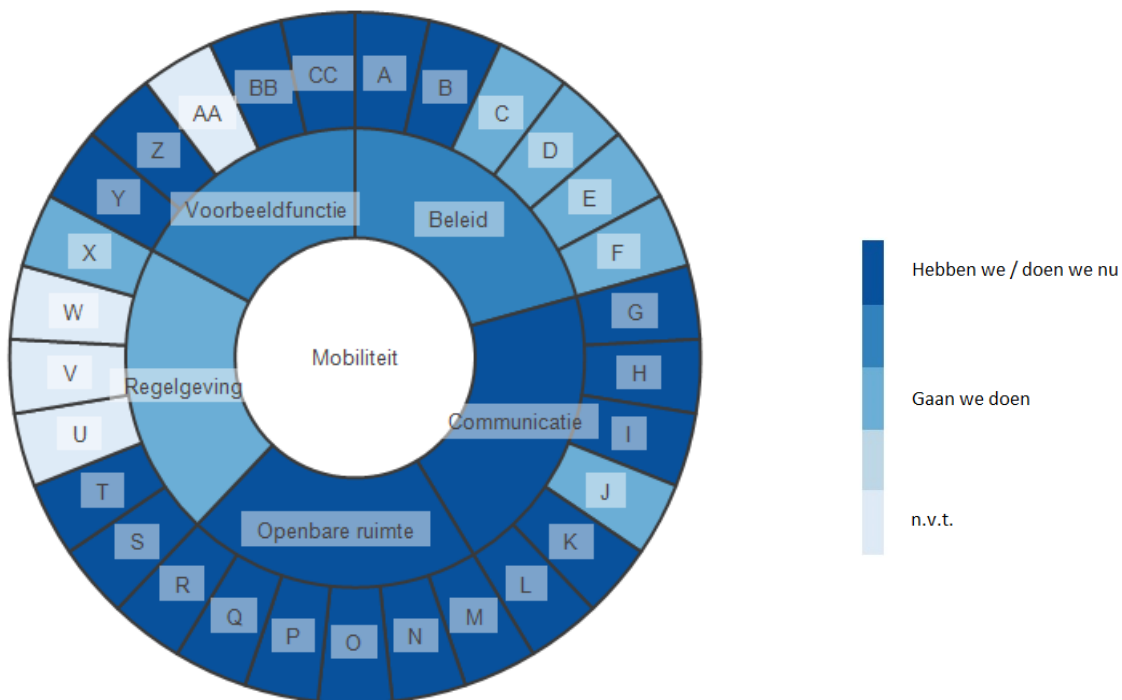 A
B
C
D
E
F
G
H
I
J
K
L
M
N
O
P
Q
R
S
T
U
V
W
X
Y
Z
AA
BB
CC
Voorbeeldfunctie
Beleid
Mobiliteit
Regelgeving
Communicatie
Openbare ruimte
Hebben we / doen we nu
Gaan we doen
n.v.t.